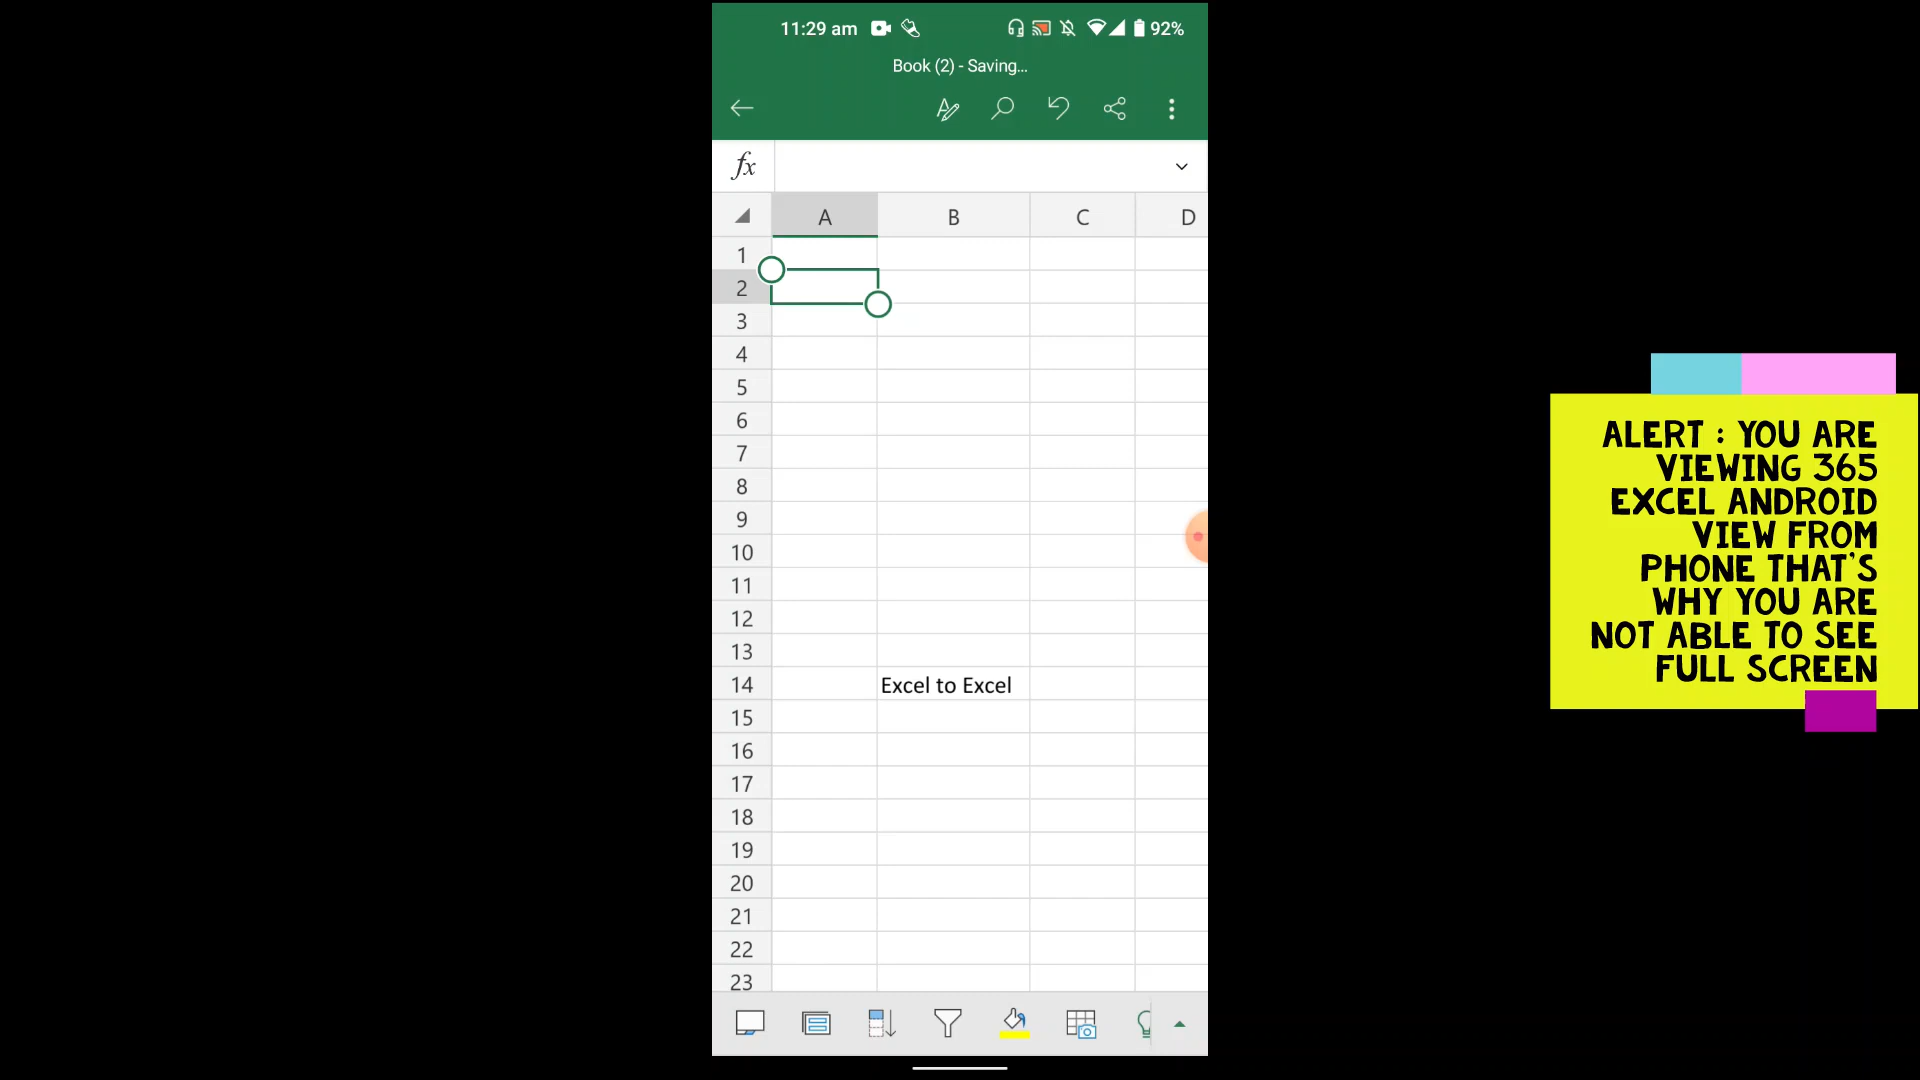 11:29 am 92%
Book (2) - Saving...
fx
A B C D
1
2
3
4
5
6
7
8
9
10
11
12
13
14 Excel to Excel
15
16
17
18
19
20
21
22
23
ALERT : YOU ARE
VIEWING 365
EXCEL ANDROID
VIEW FROM
PHONE THAT'S
WHY YOU ARE
NOT ABLE TO SEE
FULL SCREEN